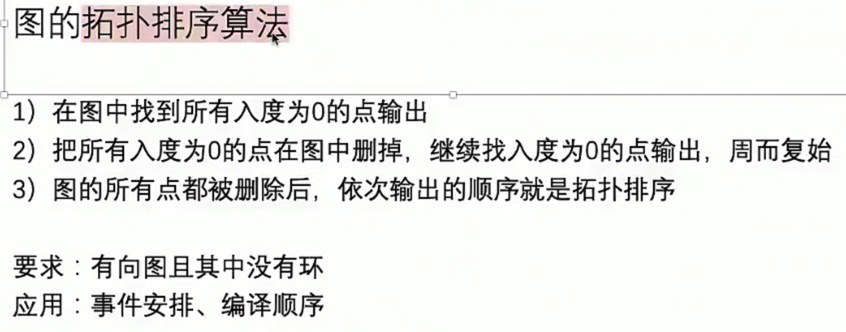 图的拓扑排序算法
1）在图中找到所有入度为0的点输出
2）把所有入度为0的点在图中删掉，继续找入度为0的点输出，周而复始
3）图的所有点都被删除后，依次输出的顺序就是拓扑排序
要求：有向图且其中没有环
应用：事件安排、编译顺序